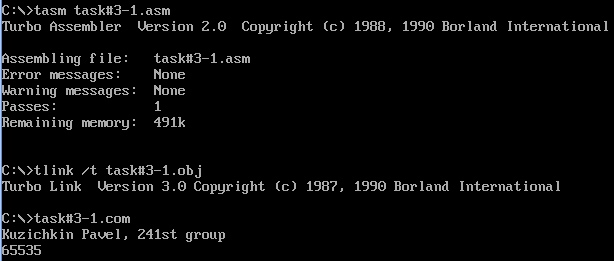 C:\>tasm task#3-1.asm
Turbo Assembler  Version 2.0  Copyright (c) 1988, 1990 Borland International
Assembling file:   task#3-1.asm
Error messages:    None
Warning messages:  None
Passes:            1
Remaining memory:  491k
C:\>tlink /t task#3-1.obj
Turbo Link  Version 3.0 Copyright (c) 1987, 1990 Borland International
C:\>task#3-1.com
Kuzichkin Pavel, 241st group
65535